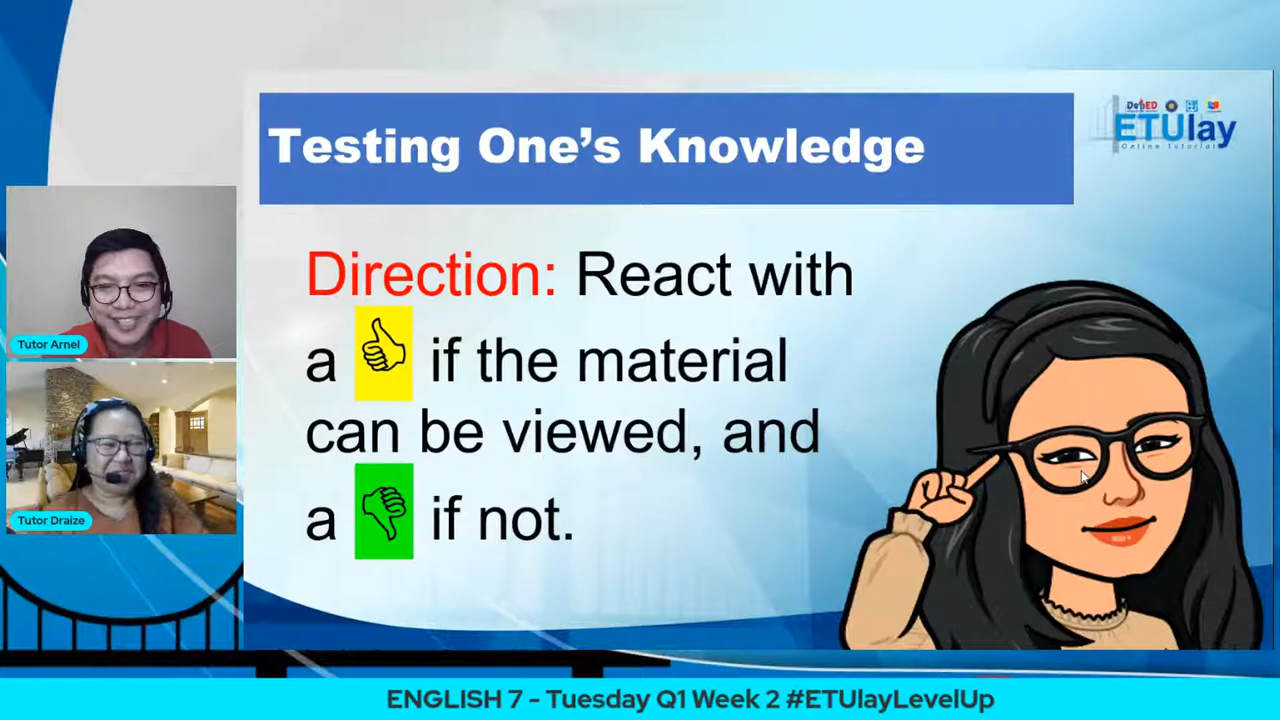 Testing One's Knowledge
DepED
ETUlay
Online Tutorial
Direction: React with
a 👍 if the material
can be viewed, and
a 👎 if not.
Tutor Arnel
Tutor Draize
ENGLISH 7 - Tuesday Q1 Week 2 #ETUlayLevelUp